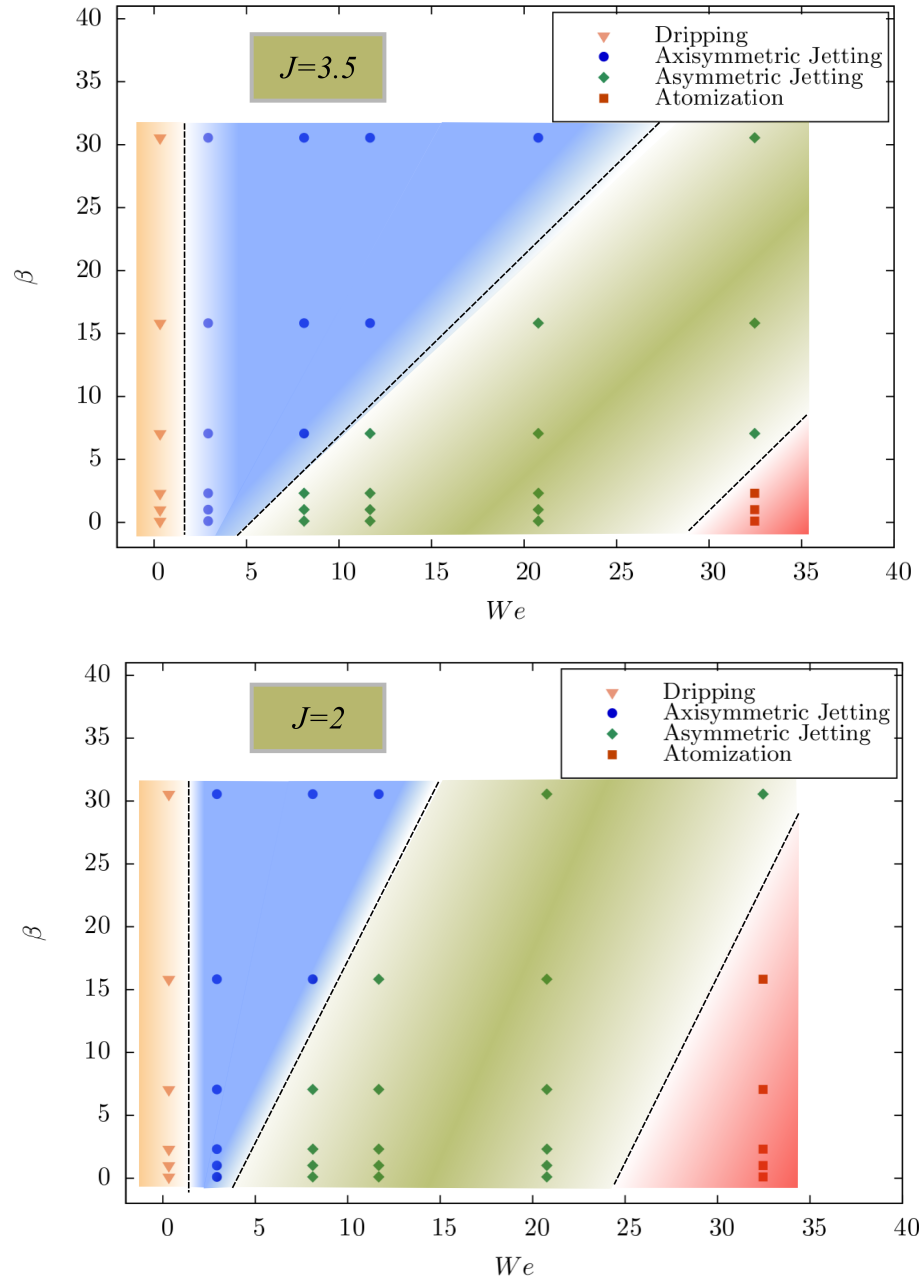 40
35
30
25
20
15
10
5
0
β
J=3.5
Dripping
Axisymmetric Jetting
Asymmetric Jetting
Atomization
0 5 10 15 20 25 30 35 40
We
40
35
30
25
20
15
10
5
0
β
J=2
Dripping
Axisymmetric Jetting
Asymmetric Jetting
Atomization
0 5 10 15 20 25 30 35 40
We